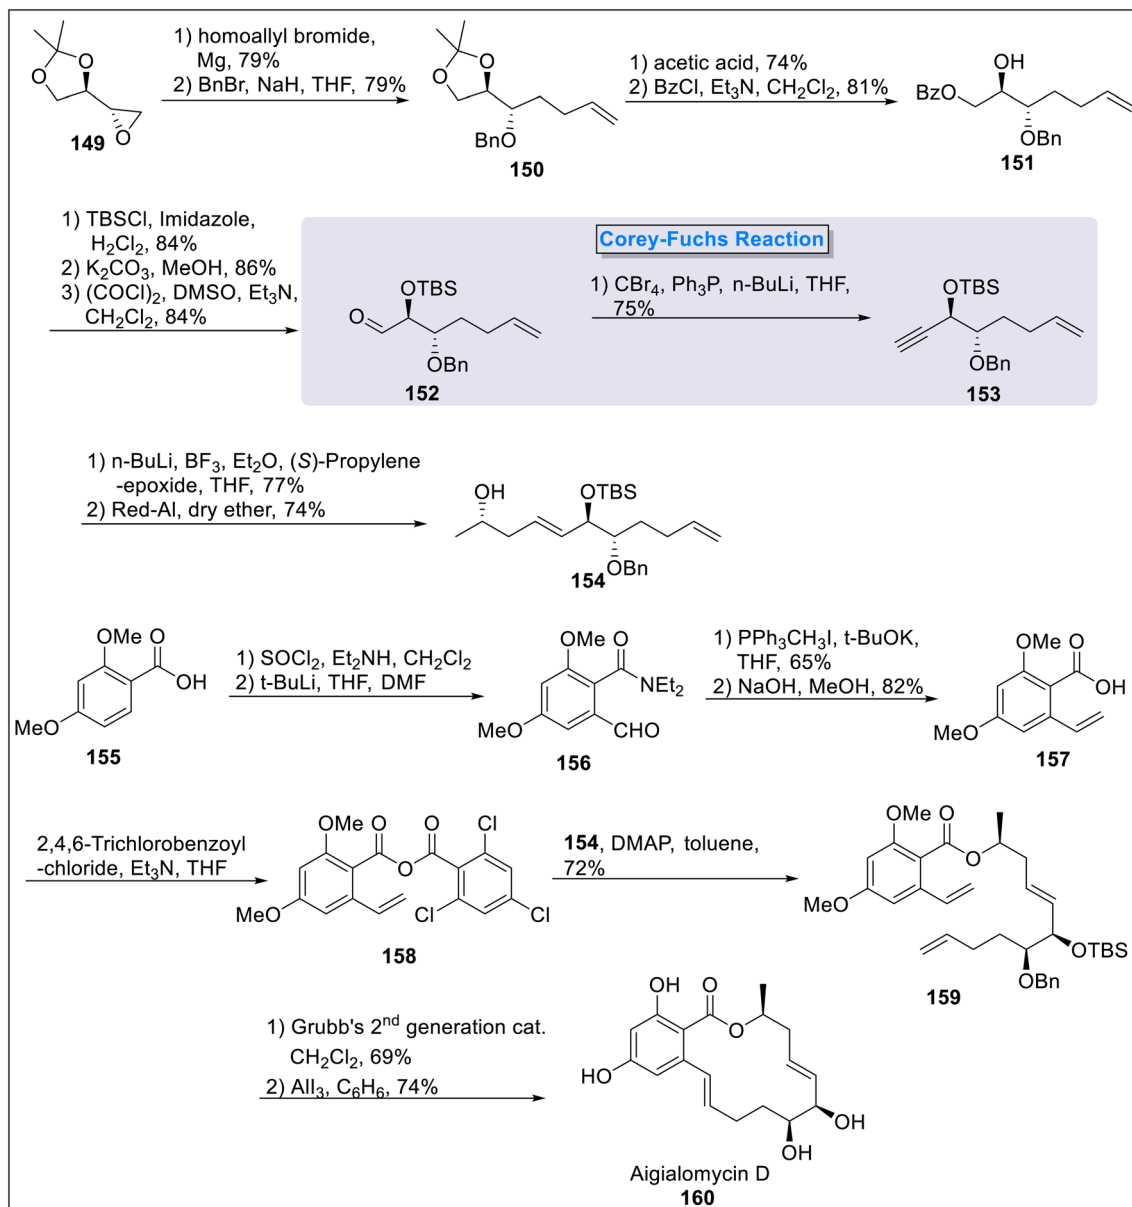 1) homoallyl bromide,
Mg, 79%
2) BnBr, NaH, THF, 79%
1) acetic acid, 74%
2) BzCl, Et₃N, CH₂Cl₂, 81%
O
O
O
149
O
O
BnO
150
OH
BzO
OBn
151
1) TBSCl, Imidazole,
H₂Cl₂, 84%
2) K₂CO₃, MeOH, 86%
3) (COCl)₂, DMSO, Et₃N,
CH₂Cl₂, 84%
Corey-Fuchs Reaction
OTBS
O
OBn
152
1) CBr₄, Ph₃P, n-BuLi, THF,
75%
OTBS
OBn
153
1) n-BuLi, BF₃, Et₂O, (S)-Propylene
-epoxide, THF, 77%
2) Red-Al, dry ether, 74%
OH
OTBS
OBn
154
OMe
O
OH
MeO
155
1) SOCl₂, Et₂NH, CH₂Cl₂
2) t-BuLi, THF, DMF
OMe
O
NEt₂
MeO
CHO
156
1) PPh₃CH₃I, t-BuOK,
THF, 65%
2) NaOH, MeOH, 82%
OMe
O
OH
MeO
157
2,4,6-Trichlorobenzoyl
-chloride, Et₃N, THF
OMe
O
O
Cl
O
MeO
Cl
Cl
158
154, DMAP, toluene,
72%
OMe
O
O
MeO
OTBS
OBn
159
1) Grubb's 2ⁿᵈ generation cat.
CH₂Cl₂, 69%
2) AlI₃, C₆H₆, 74%
OH
O
O
HO
OH
OH
Aigialomycin D
160